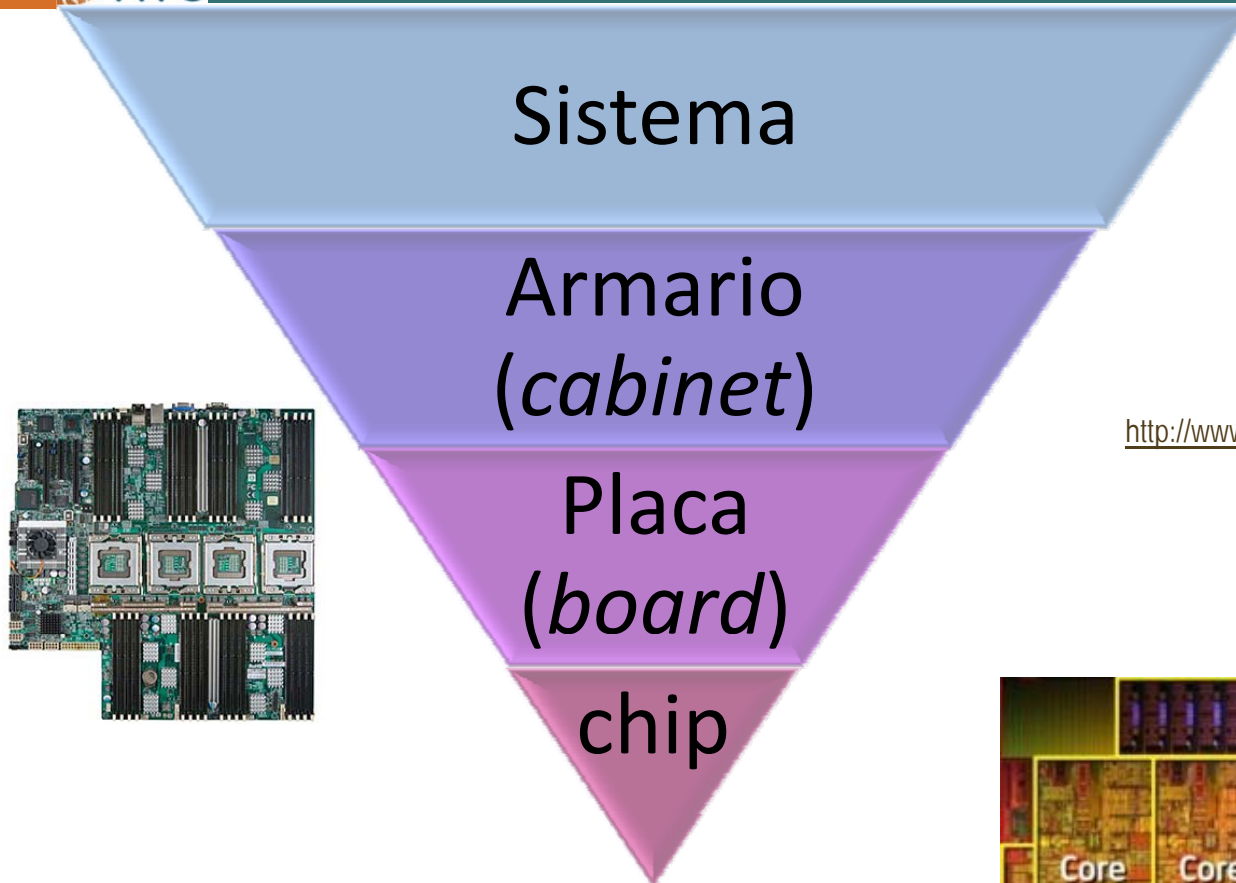 Sistema
Armario
(cabinet)
http://www
Placa
(board)
chip
Core Core